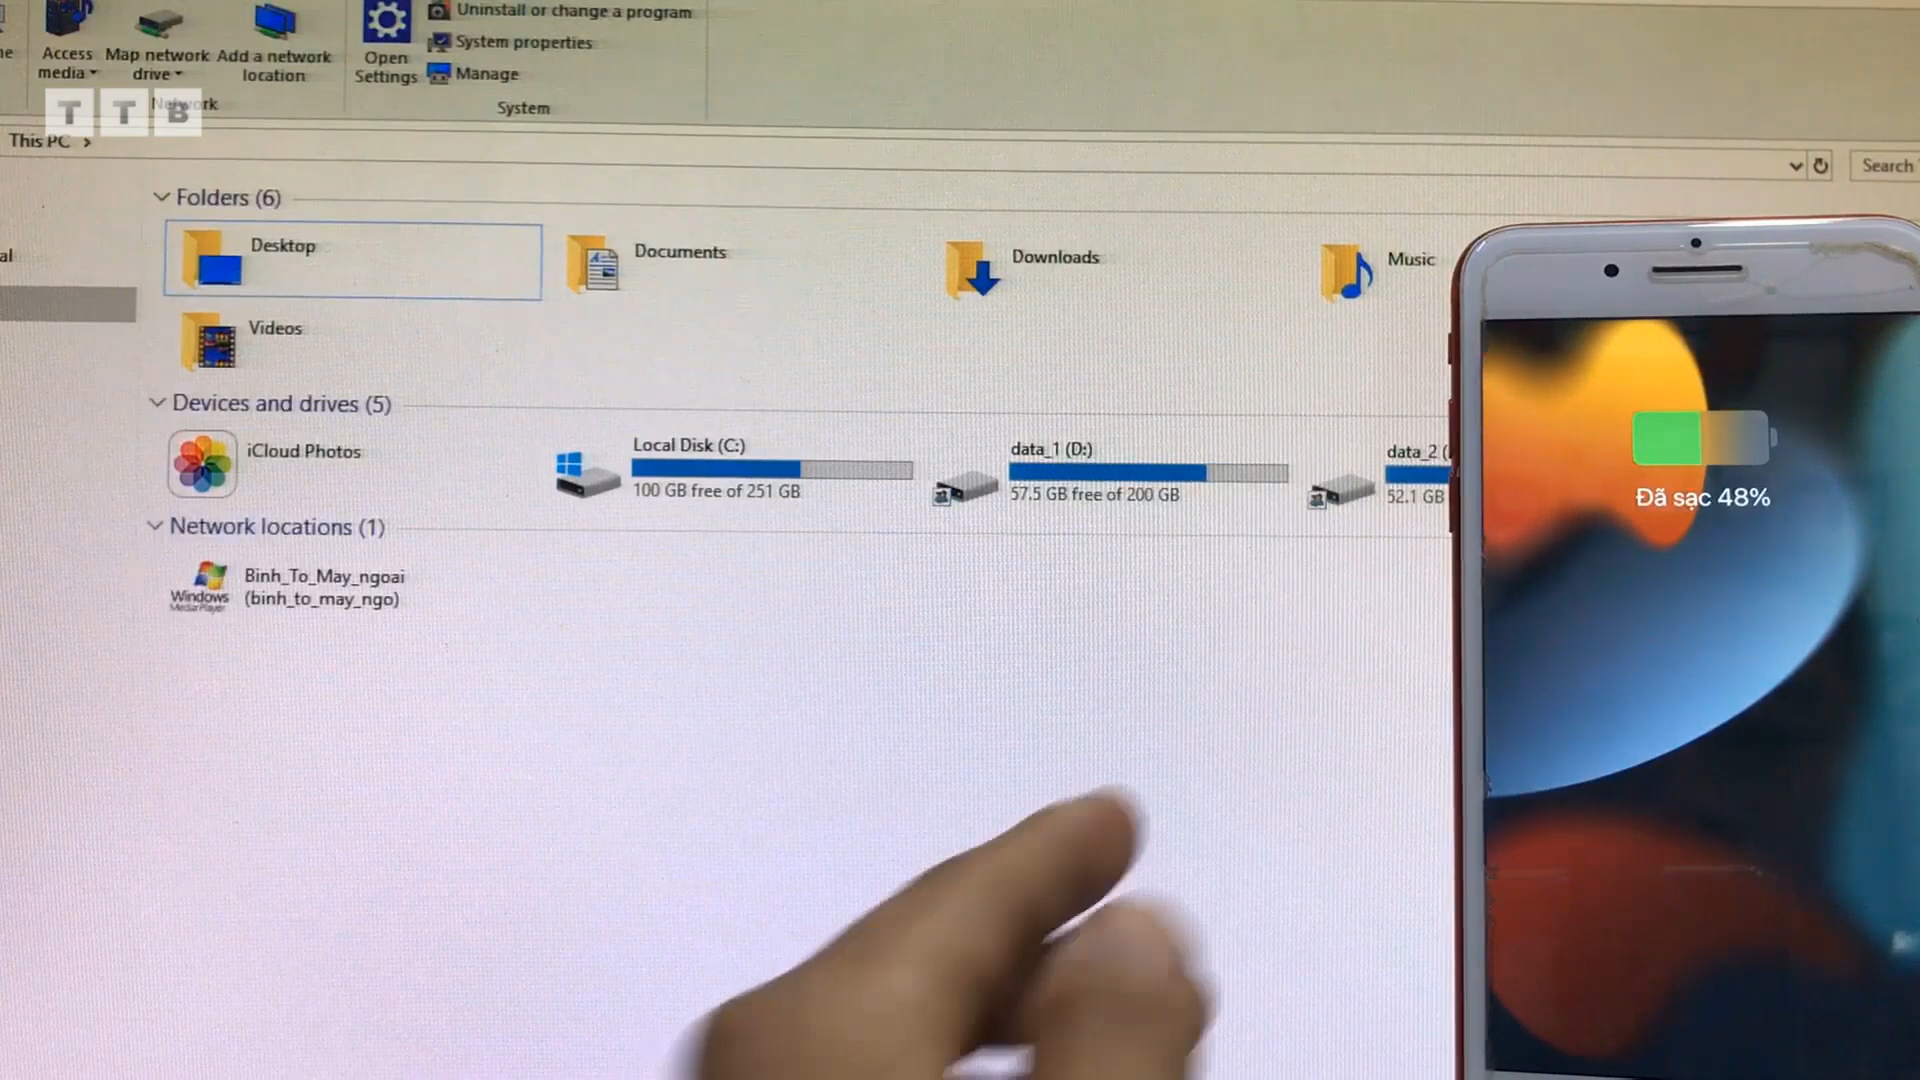 Uninstall or change a program
System properties
Manage
Access
media
Map network
drive
Add a network
location
Open
Settings
Network
System
T T B
This PC
Search
Folders (6)
Desktop
Documents
Downloads
Music
Videos
Devices and drives (5)
iCloud Photos
Local Disk (C:)
100 GB free of 251 GB
data_1 (D:)
57.5 GB free of 200 GB
data_2 (
52.1 GB
Network locations (1)
Windows
Media Player
Binh_To_May_ngoai
(binh_to_may_ngo)
Đã sạc 48%